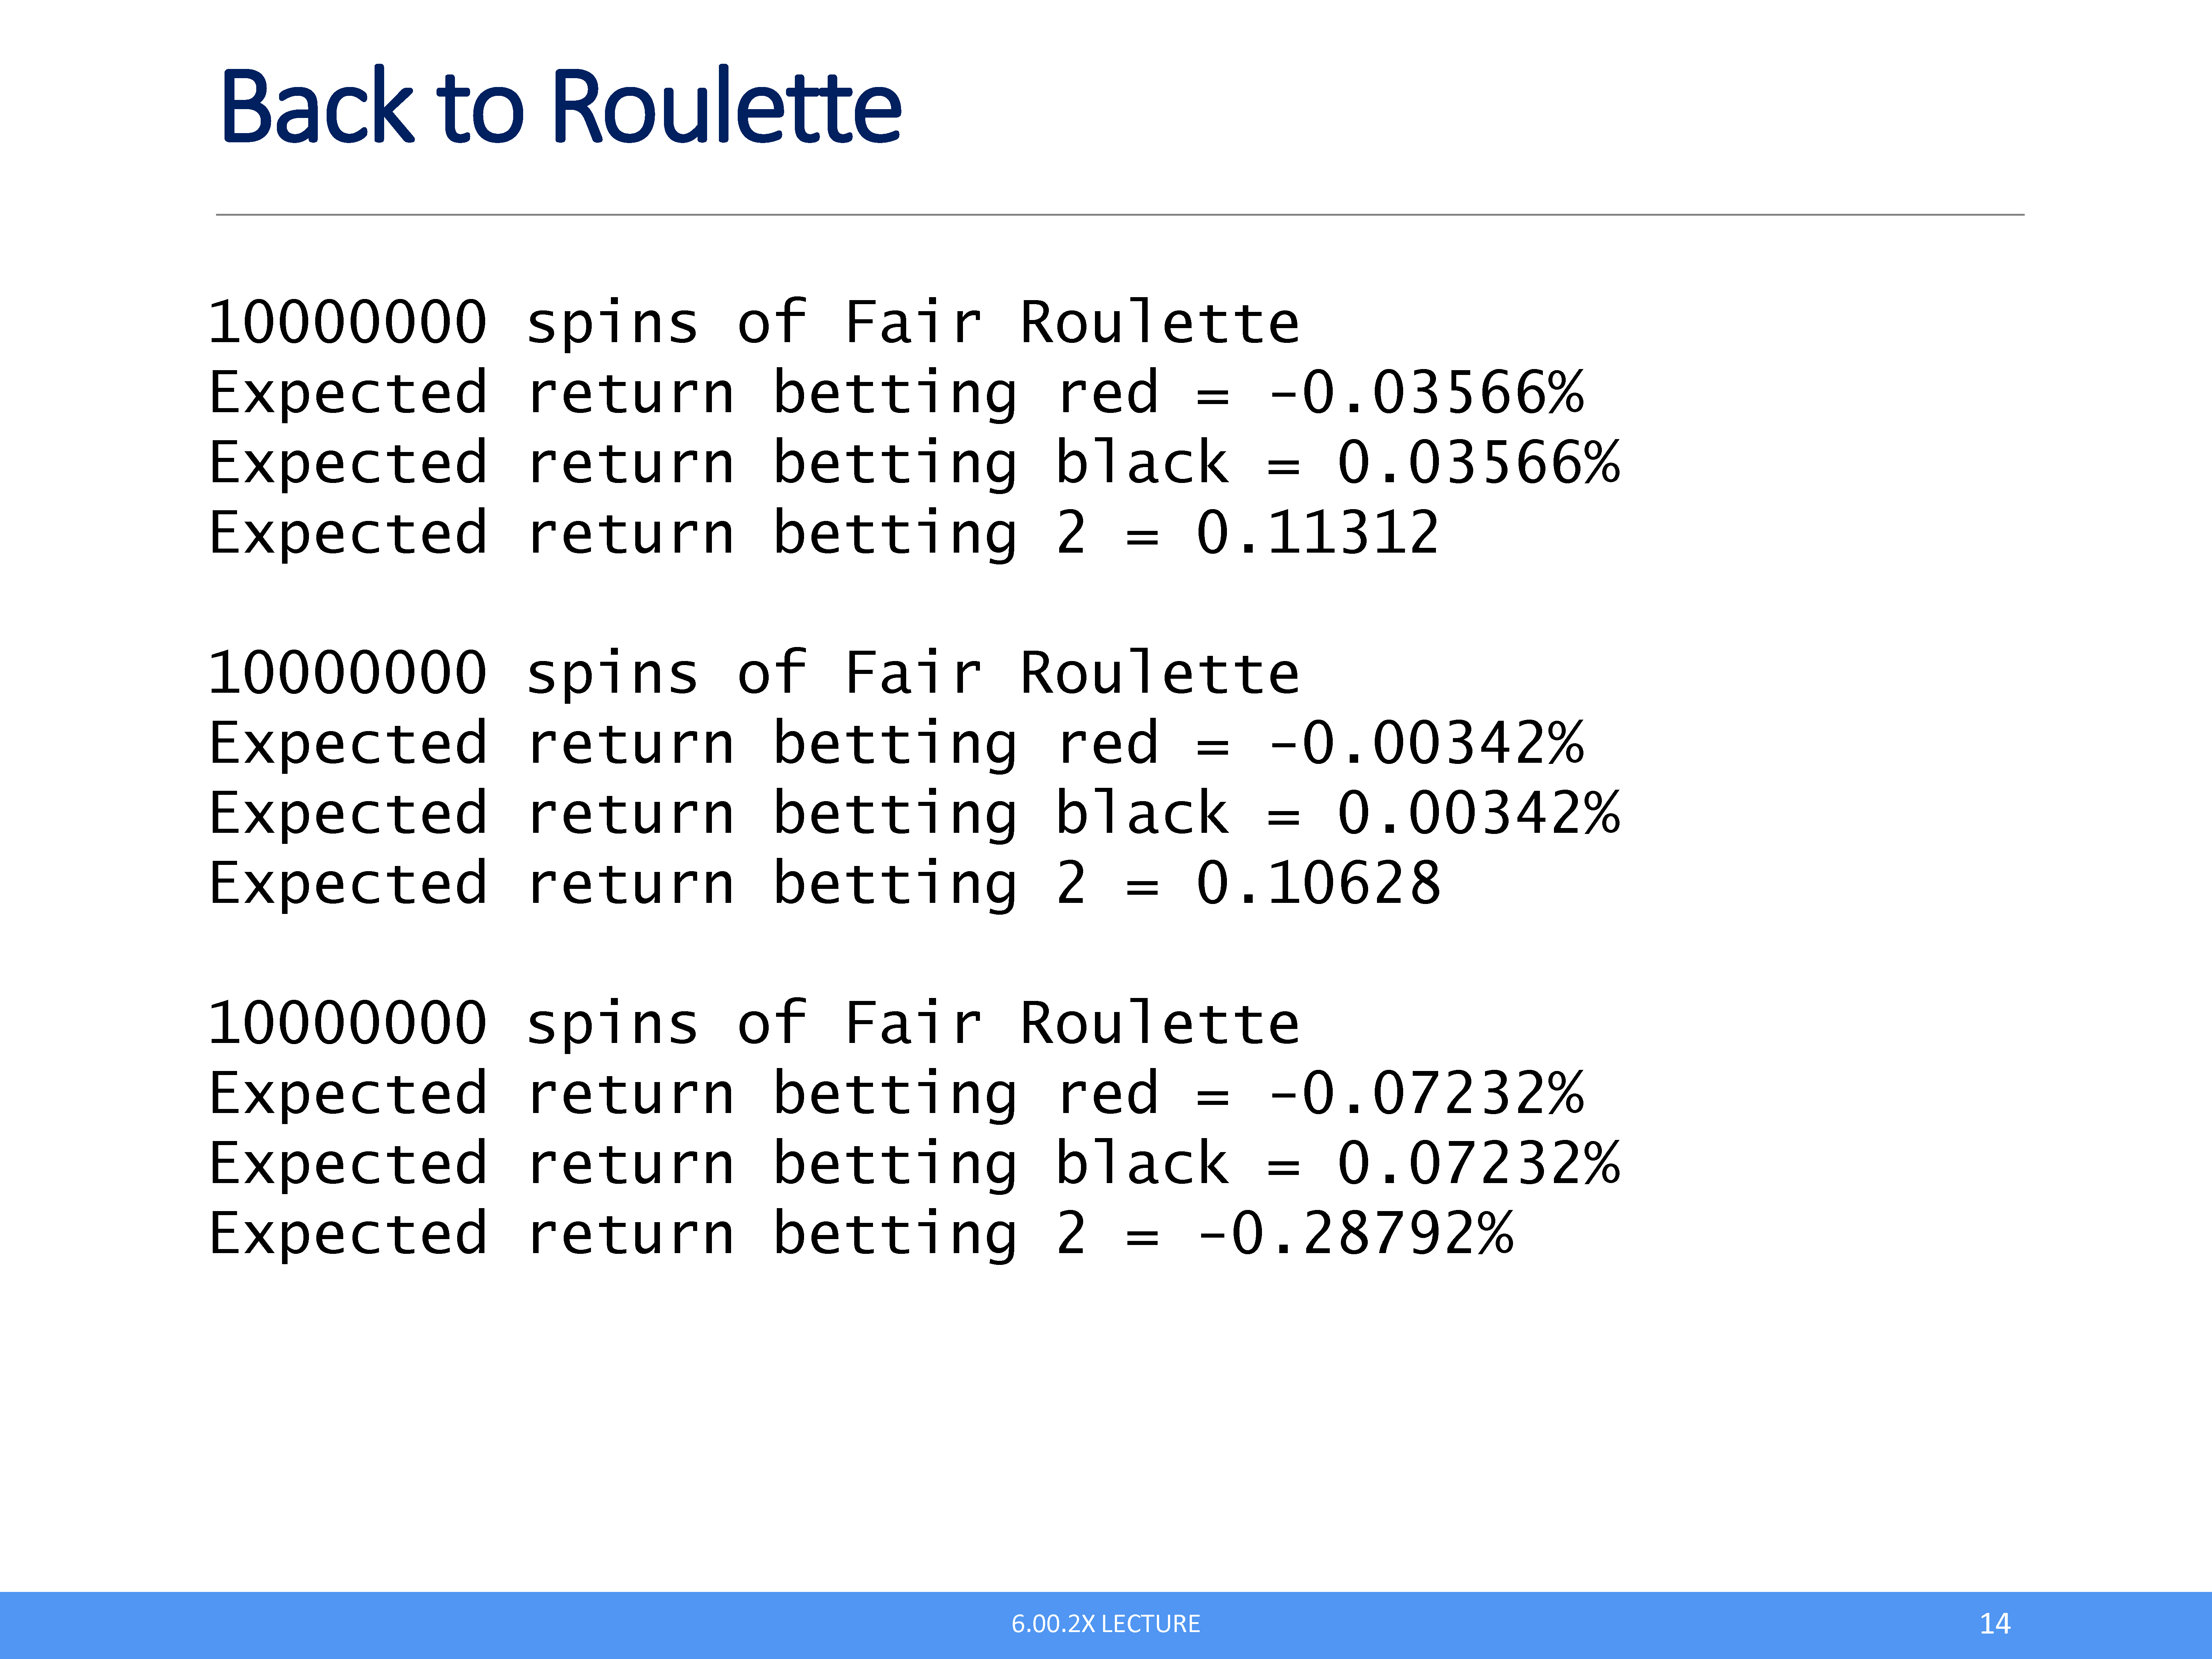 Back to Roulette
10000000 spins of Fair Roulette
Expected return betting red = -0.03566%
Expected return betting black = 0.03566%
Expected return betting 2 = 0.11312
10000000 spins of Fair Roulette
Expected return betting red = -0.00342%
Expected return betting black = 0.00342%
Expected return betting 2 = 0.10628
10000000 spins of Fair Roulette
Expected return betting red = -0.07232%
Expected return betting black = 0.07232%
Expected return betting 2 = -0.28792%
6.00.2X LECTURE
14